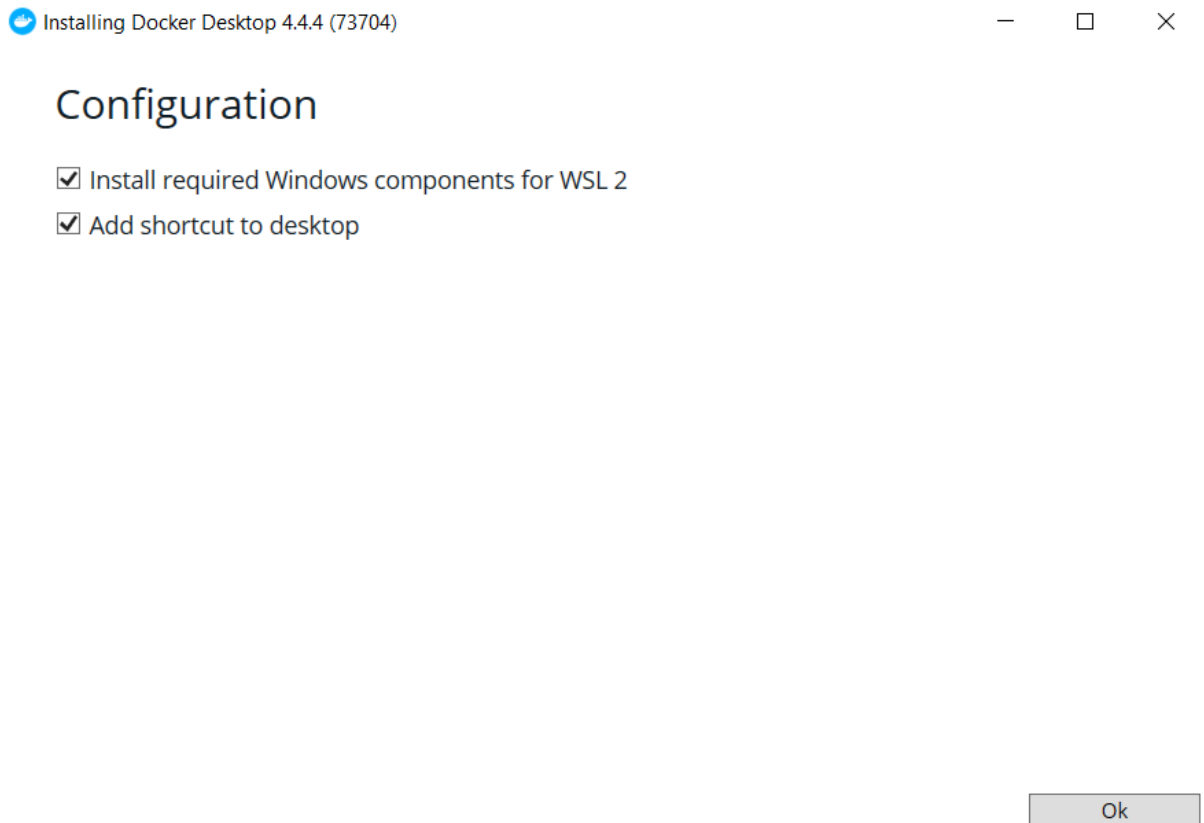 Installing Docker Desktop 4.4.4 (73704)
Configuration
Install required Windows components for WSL 2
Add shortcut to desktop
Ok